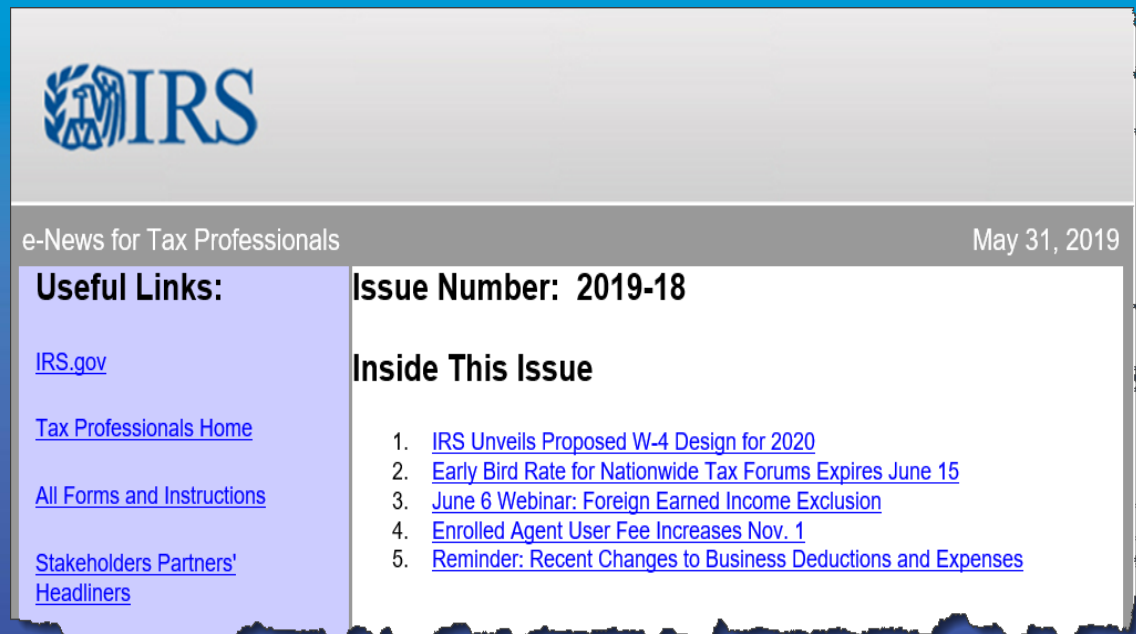 IRS
e-News for Tax Professionals May 31, 2019
Useful Links:
IRS.gov
Tax Professionals Home
All Forms and Instructions
Stakeholders Partners'
Headliners
Issue Number: 2019-18
Inside This Issue
1. IRS Unveils Proposed W-4 Design for 2020
2. Early Bird Rate for Nationwide Tax Forums Expires June 15
3. June 6 Webinar: Foreign Earned Income Exclusion
4. Enrolled Agent User Fee Increases Nov. 1
5. Reminder: Recent Changes to Business Deductions and Expenses